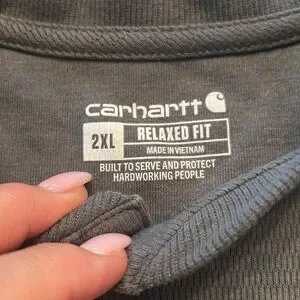 carhartt
2XL RELAXED FIT
MADE IN VIETNAM
BUILT TO SERVE AND PROTECT
HARDWORKING PEOPLE